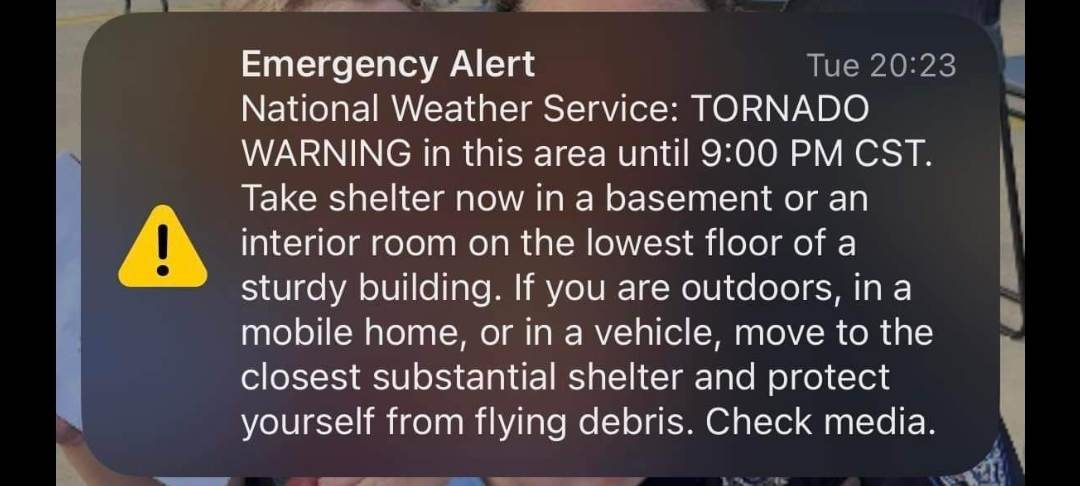 Emergency Alert Tue 20:23
National Weather Service: TORNADO
WARNING in this area until 9:00 PM CST.
Take shelter now in a basement or an
interior room on the lowest floor of a
sturdy building. If you are outdoors, in a
mobile home, or in a vehicle, move to the
closest substantial shelter and protect
yourself from flying debris. Check media.